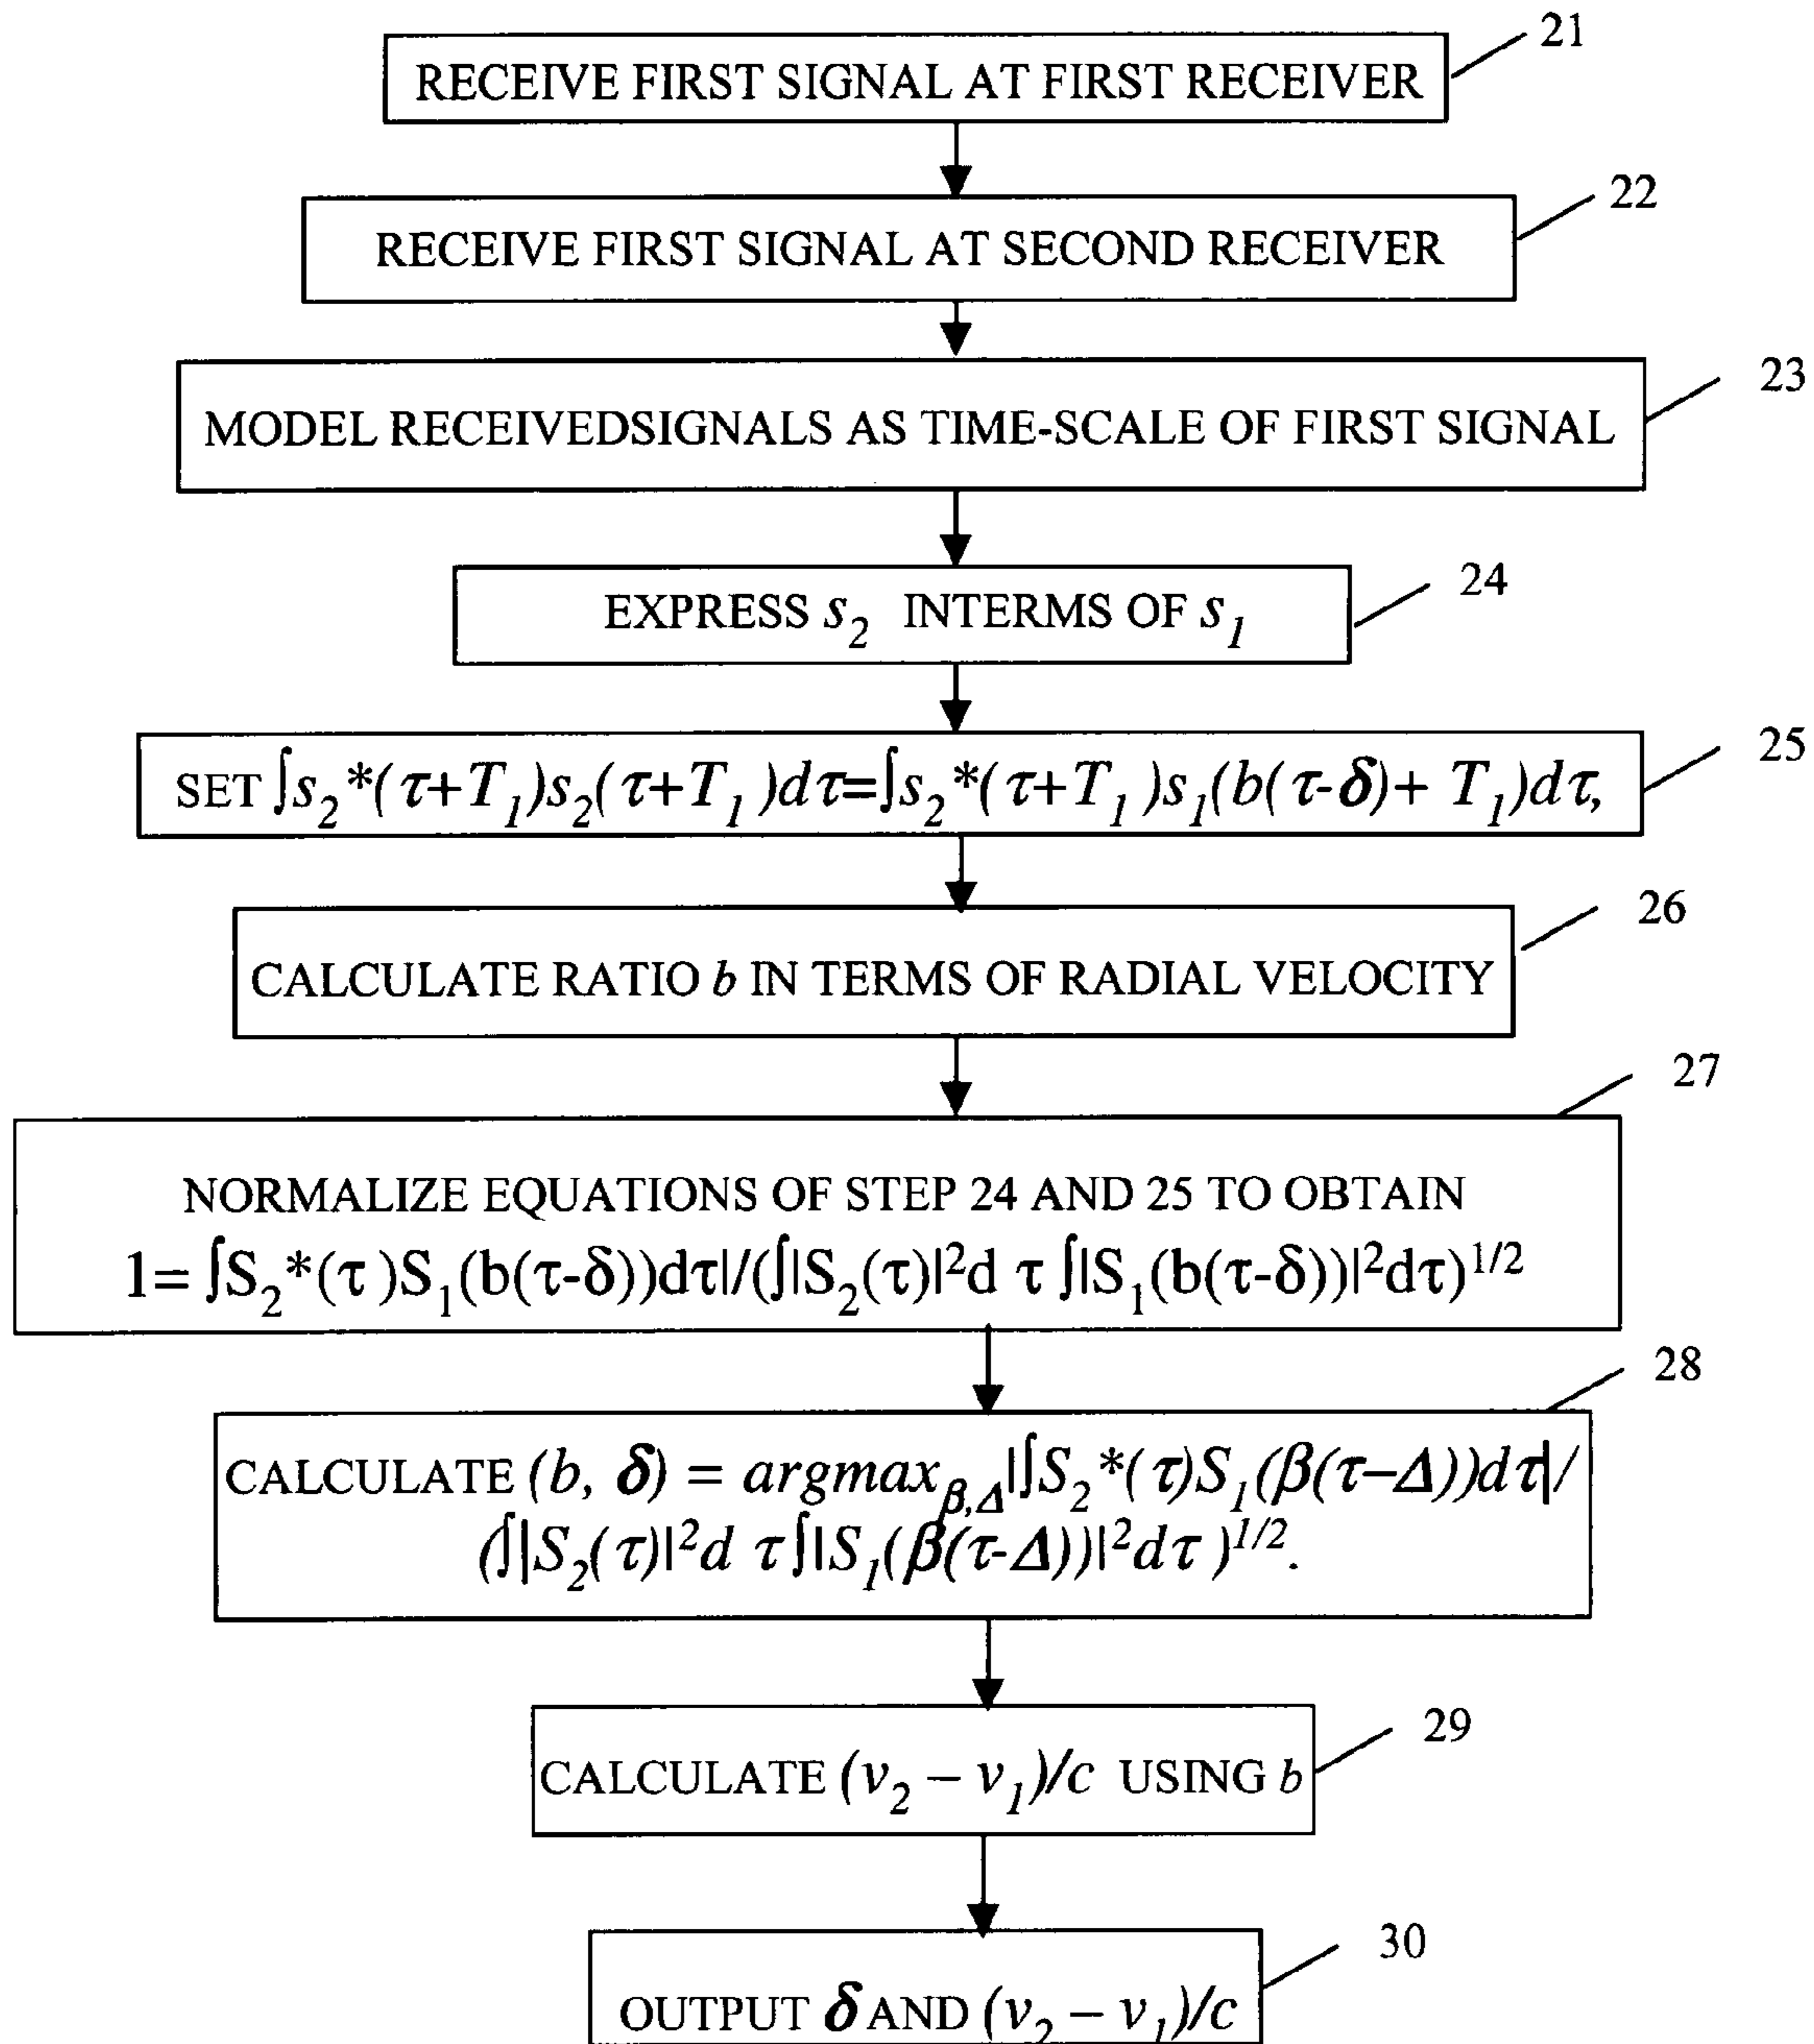 21
RECEIVE FIRST SIGNAL AT FIRST RECEIVER
22
RECEIVE FIRST SIGNAL AT SECOND RECEIVER
23
MODEL RECEIVEDSIGNALS AS TIME-SCALE OF FIRST SIGNAL
24
EXPRESS s₂ INTERMS OF s₁
25
SET ∫s₂*(τ+T₁)s₂(τ+T₁)dτ=∫s₂*(τ+T₁)s₁(b(τ-δ)+ T₁)dτ,
26
CALCULATE RATIO b IN TERMS OF RADIAL VELOCITY
27
NORMALIZE EQUATIONS OF STEP 24 AND 25 TO OBTAIN
1= ∫S₂*(τ )S₁(b(τ-δ))dτ|/(∫|S₂(τ)|²d τ ∫|S₁(b(τ-δ))|²dτ)^1/2
28
CALCULATE (b, δ) = argmax_β,Δ|∫S₂*(τ)S₁(β(τ–Δ))dτ|/
(∫|S₂(τ)|²d τ ∫|S₁(β(τ-Δ))|²dτ )^1/2.
29
CALCULATE (v₂ – v₁)/c USING b
30
OUTPUT δ AND (v₂ – v₁)/c